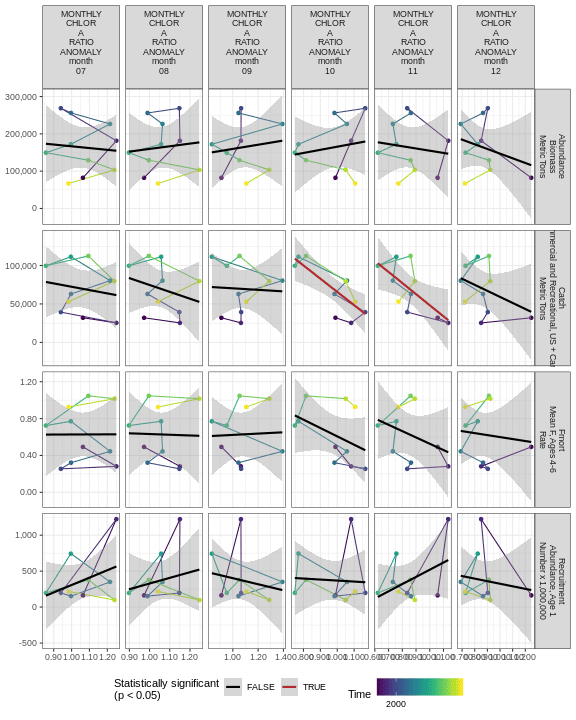 MONTHLY CHLOR A RATIO ANOMALY month 07
MONTHLY CHLOR A RATIO ANOMALY month 08
MONTHLY CHLOR A RATIO ANOMALY month 09
MONTHLY CHLOR A RATIO ANOMALY month 10
MONTHLY CHLOR A RATIO ANOMALY month 11
MONTHLY CHLOR A RATIO ANOMALY month 12
300,000
200,000
100,000
0
Abundance
Biomass
Metric Tons
100,000
50,000
0
Catch
mercial and Recreational, US + Ca
Metric Tons
1.20
0.80
0.40
0.00
Fmort
Mean F, Ages 4-6
Rate
1,000
500
0
-500
Recruitment
Abundance, Age 1
Number x 1,000,000
0.90 1.00 1.10 1.20
0.90 1.00 1.10 1.20
1.00 1.20 1.40
Statistically significant
(p < 0.05)
FALSE
TRUE
Time
2000